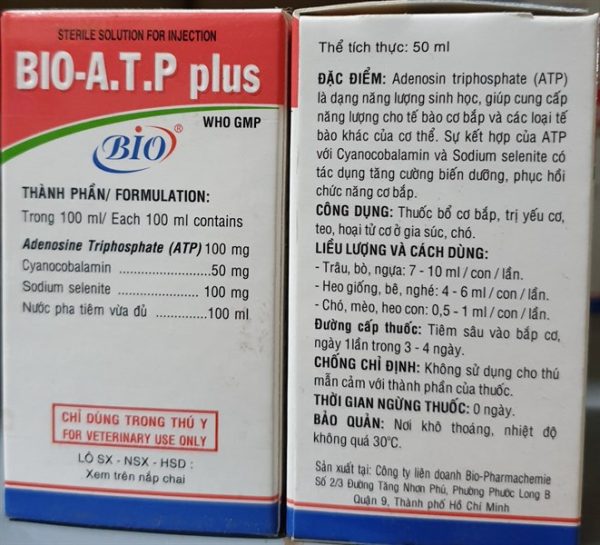 STERILE SOLUTION FOR INJECTION
BIO-A.T.P plus
WHO GMP
BIO®
THÀNH PHẦN/ FORMULATION:
Trong 100 ml/ Each 100 ml contains
Adenosine Triphosphate (ATP) 100 mg
Cyanocobalamin ..................50 mg
Sodium selenite ................ 100 mg
Nước pha tiêm vừa đủ ............100 ml
CHỈ DÙNG TRONG THÚ Y
FOR VETERINARY USE ONLY
LÔ SX - NSX - HSD :
Xem trên nắp chai
Thể tích thực: 50 ml
ĐẶC ĐIỂM: Adenosin triphosphate (ATP)
là dạng năng lượng sinh học, giúp cung cấp
năng lượng cho tế bào cơ bắp và các loại tế
bào khác của cơ thể. Sự kết hợp của ATP
với Cyanocobalamin và Sodium selenite có
tác dụng tăng cường biến dưỡng, phục hồi
chức năng cơ bắp.
CÔNG DỤNG: Thuốc bổ cơ bắp, trị yếu cơ,
teo, hoại tử cơ ở gia súc, chó.
LIỀU LƯỢNG VÀ CÁCH DÙNG:
- Trâu, bò, ngựa: 7 - 10 ml / con / lần.
- Heo giống, bê, nghé: 4 - 6 ml / con / lần.
- Chó, mèo, heo con: 0,5 - 1 ml / con / lần.
Đường cấp thuốc: Tiêm sâu vào bắp cơ,
ngày 1lần trong 3 - 4 ngày.
CHỐNG CHỈ ĐỊNH: Không sử dụng cho thú
mẫn cảm với thành phần của thuốc.
THỜI GIAN NGỪNG THUỐC: 0 ngày.
BẢO QUẢN: Nơi khô thoáng, nhiệt độ
không quá 30°C.
Sản xuất tại: Công ty liên doanh Bio-Pharmachemie
Số 2/3 Đường Tăng Nhơn Phú, Phường Phước Long B
Quận 9, Thành phố Hồ Chí Minh